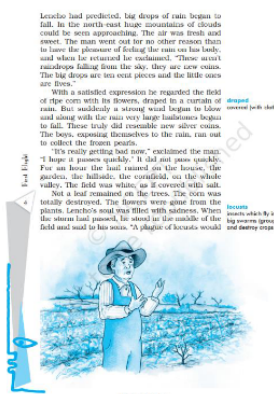 Lencho had predicted, big drops of rain began to
fall. In the north-east huge mountains of clouds
could be seen approaching. The air was fresh and
sweet. The man went out for no other reason than
to have the pleasure of feeling the rain on his body,
and when he returned he exclaimed, “These aren’t
raindrops falling from the sky, they are new coins.
The big drops are ten cent pieces and the little ones
are fives.”
With a satisfied expression he regarded the field
of ripe corn with its flowers, draped in a curtain of
rain. But suddenly a strong wind began to blow
and along with the rain very large hailstones began
to fall. These truly did resemble new silver coins.
The boys, exposing themselves to the rain, ran out
to collect the frozen pearls.
“It’s really getting bad now,” exclaimed the man.
“I hope it passes quickly.” It did not pass quickly.
For an hour the hail rained on the house, the
garden, the hillside, the cornfield, on the whole
valley. The field was white, as if covered with salt.
Not a leaf remained on the trees. The corn was
totally destroyed. The flowers were gone from the
plants. Lencho’s soul was filled with sadness. When
the storm had passed, he stood in the middle of the
field and said to his sons, “A plague of locusts would
draped
covered (with
locusts
insects which fly in
big swarms
and destroy crops
First Flight